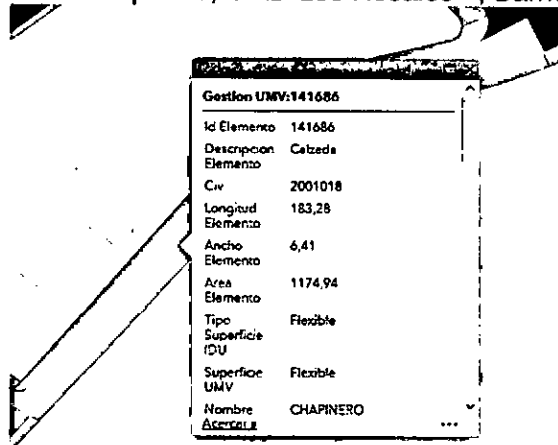 Gestion UMV:141686
Id Elemento 141686
Descripcion Calzada
Elemento
Civ 2001018
Longitud 183,28
Elemento
Ancho 6,41
Elemento
Area 1174,94
Elemento
Tipo Flexible
Superficie
IDU
Superficie Flexible
UMV
Nombre CHAPINERO
Acercar a ...